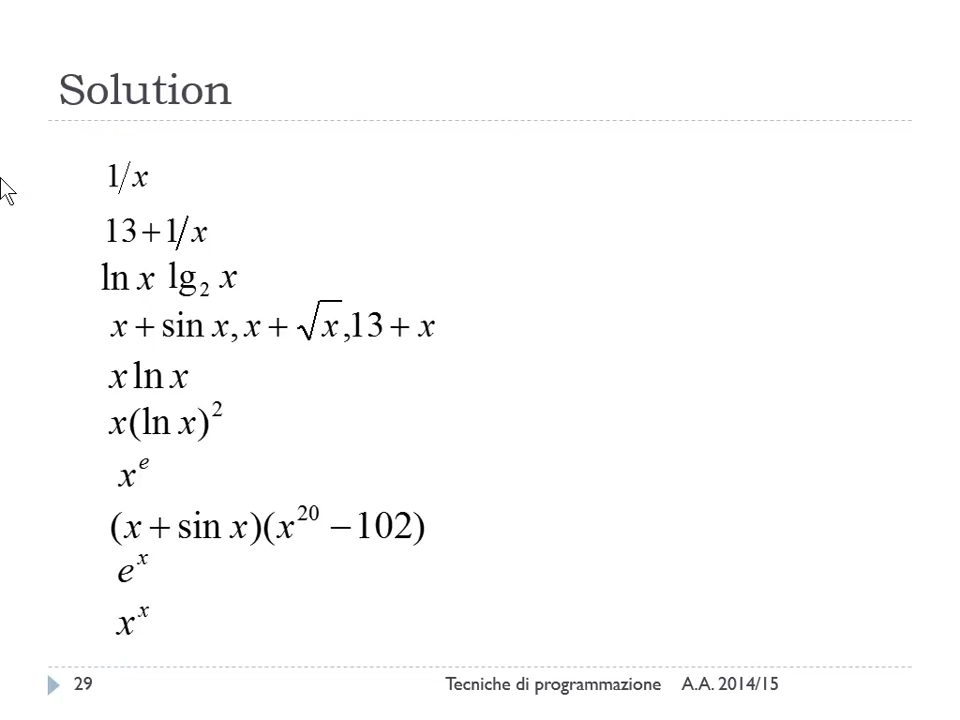 Solution
1/x
13+1/x
ln x lg₂ x
x + sin x, x + √x ,13 + x
x ln x
x(ln x)²
xᵉ
(x + sin x)(x²⁰ − 102)
eˣ
xˣ
29 Tecniche di programmazione A.A. 2014/15